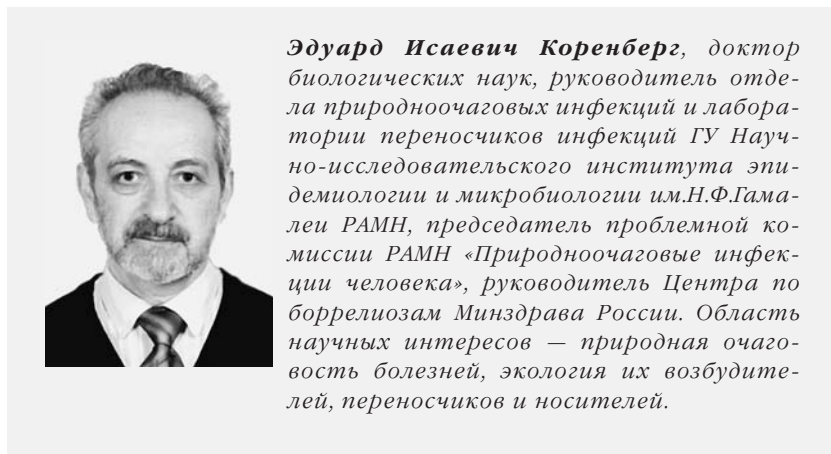 Эдуард Исаевич Коренберг, доктор
биологических наук, руководитель отде-
ла природноочаговых инфекций и лабора-
тории переносчиков инфекций ГУ Науч-
но-исследовательского института эпи-
демиологии и микробиологии им.Н.Ф.Гама-
леи РАМН, председатель проблемной ко-
миссии РАМН «Природноочаговые инфек-
ции человека», руководитель Центра по
боррелиозам Минздрава России. Область
научных интересов — природная очаго-
вость болезней, экология их возбудите-
лей, переносчиков и носителей.